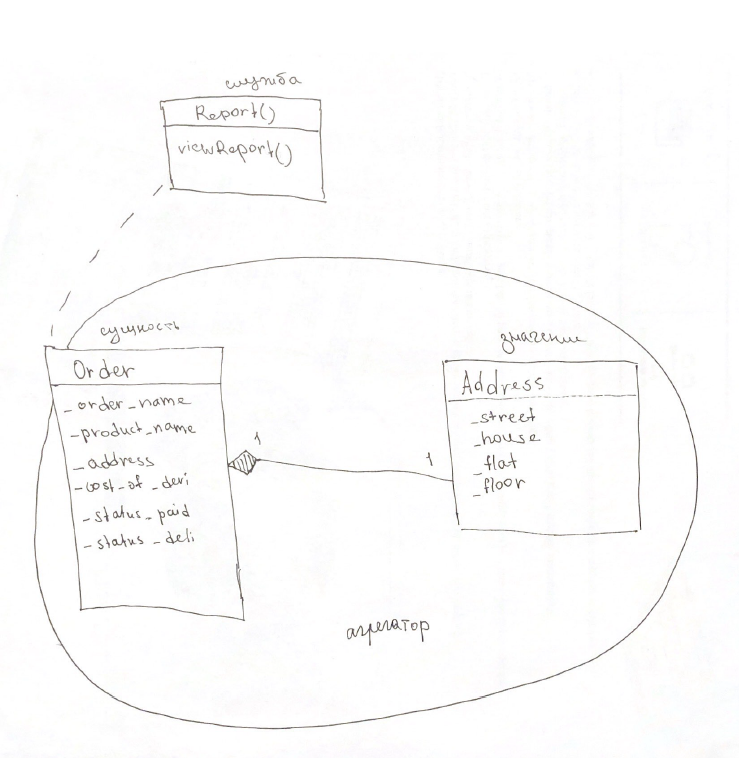 служба
Report()
viewReport()
сущность
Order
_order_name
_product_name
_address
_cost_of_deri
_status_paid
_status_deli
1
1
значение
Address
_street
_house
_flat
_floor
агрегатор